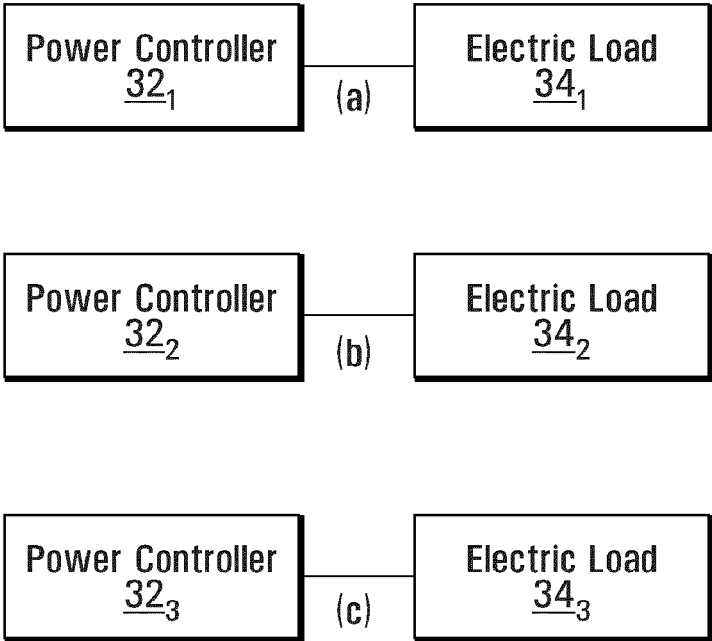 Power Controller
32₁
(a)
Electric Load
34₁
Power Controller
32₂
(b)
Electric Load
34₂
Power Controller
32₃
(c)
Electric Load
34₃